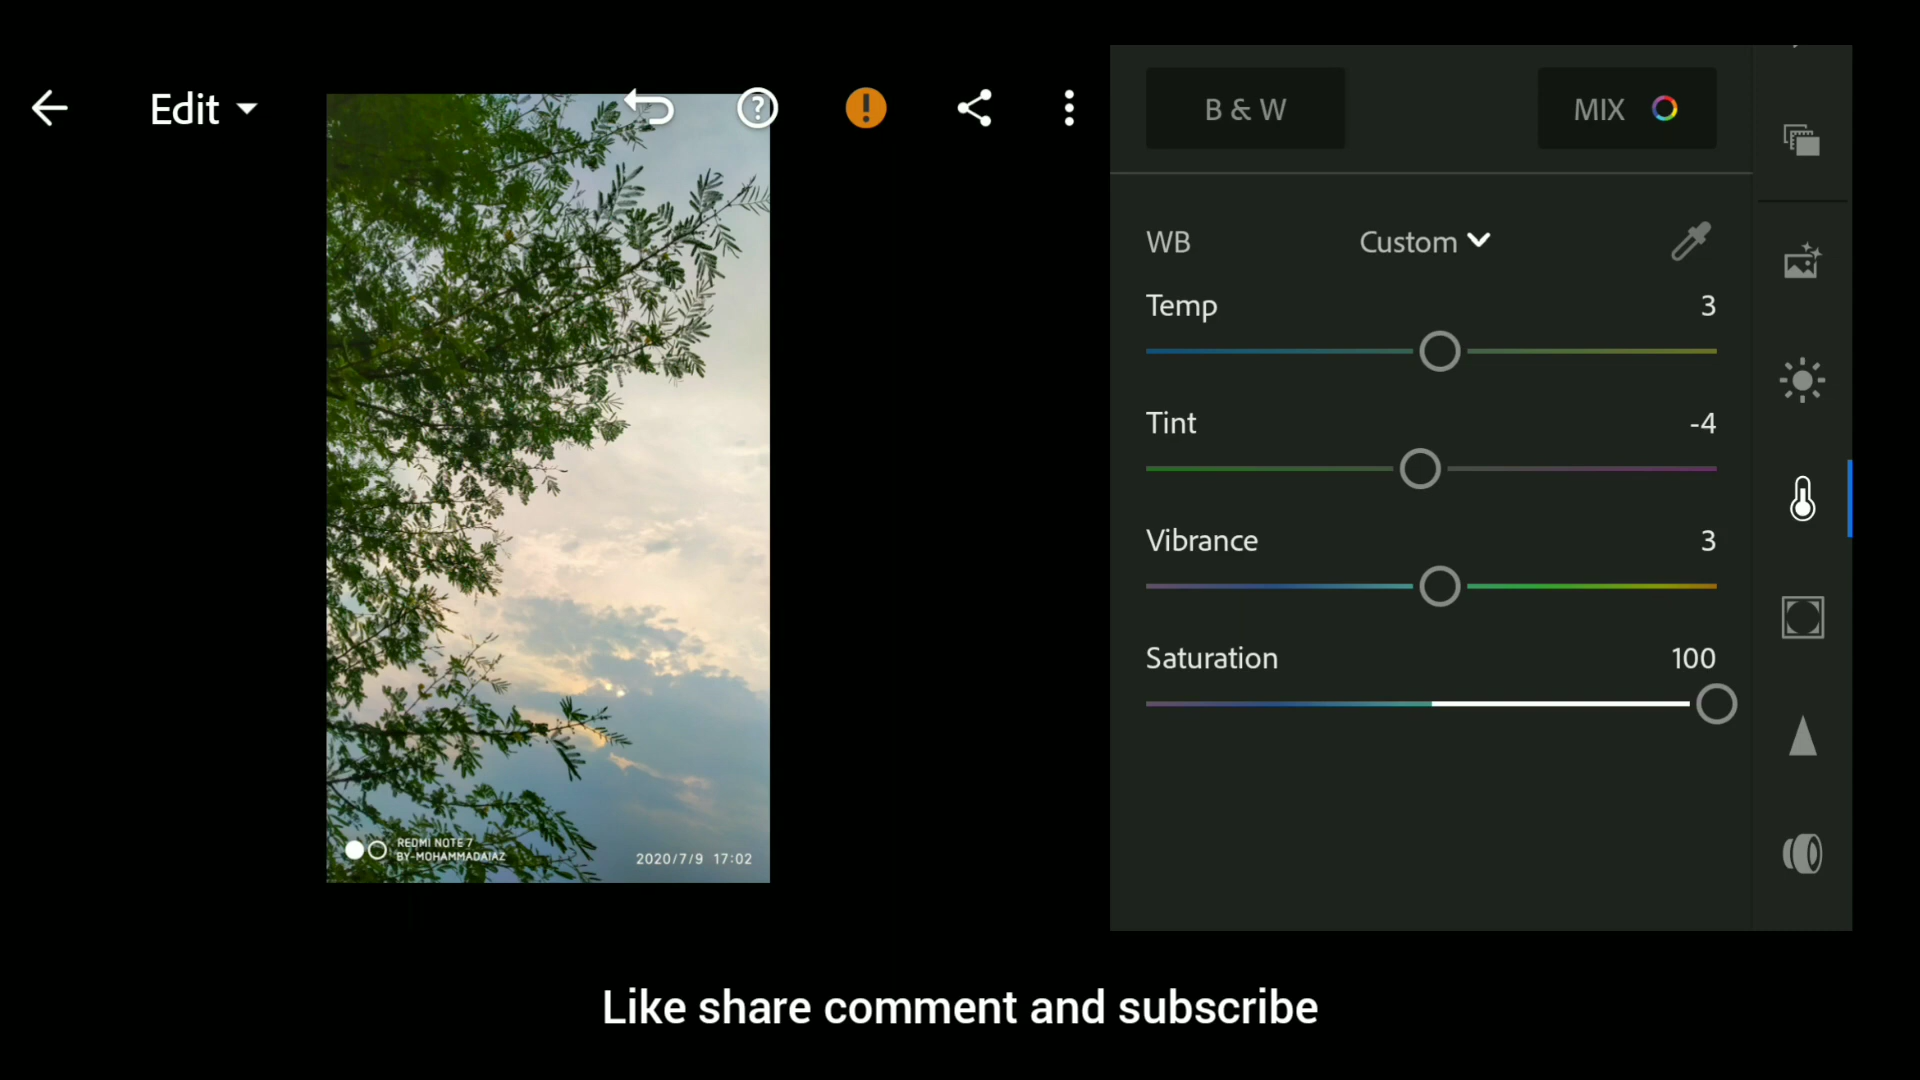 Edit
B & W
MIX
WB
Custom
Temp
3
Tint
-4
Vibrance
3
Saturation
100
REDMI NOTE 7
BY-MOHAMMADAIAZ
2020/7/9 17:02
Like share comment and subscribe